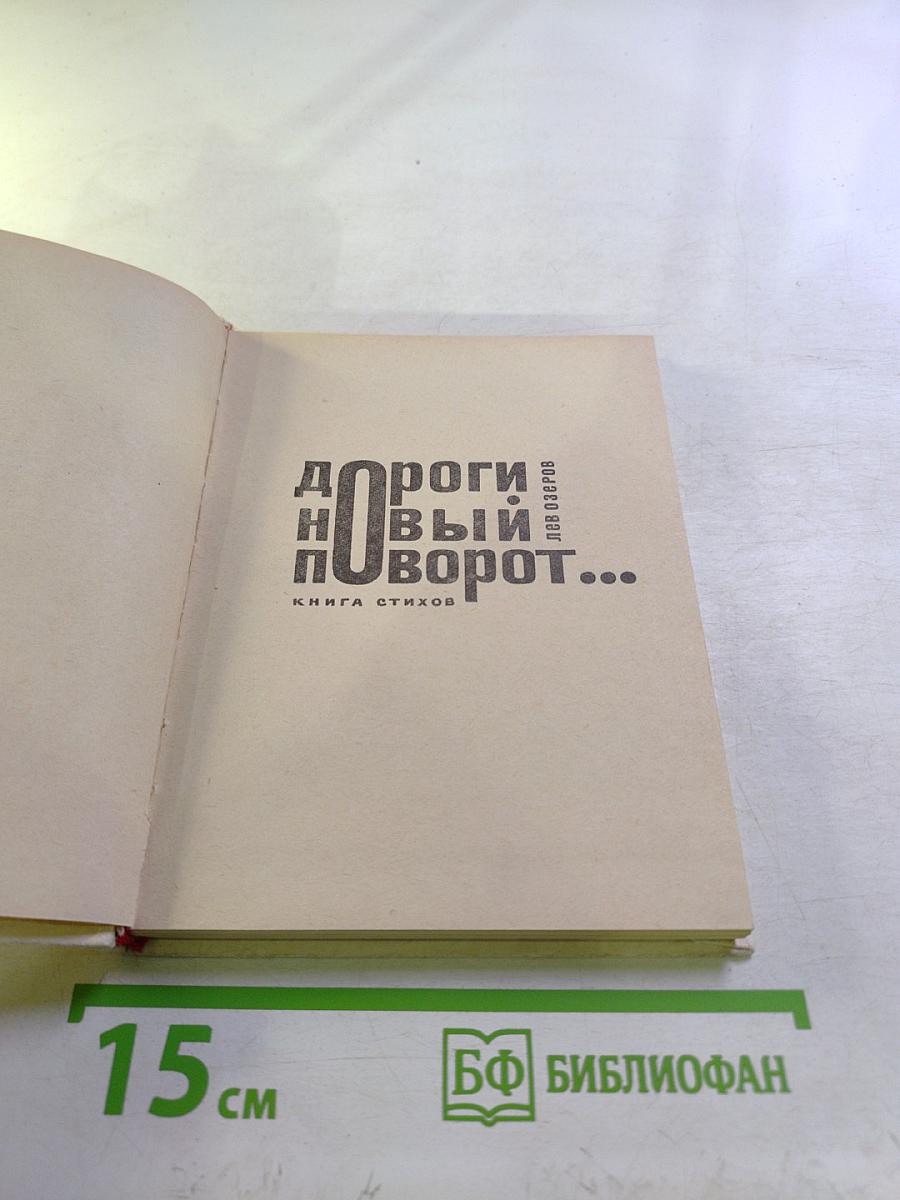 дороги
новый
поворот...
лев озеров
книга стихов
15 см
БФ БИБЛИОФАН